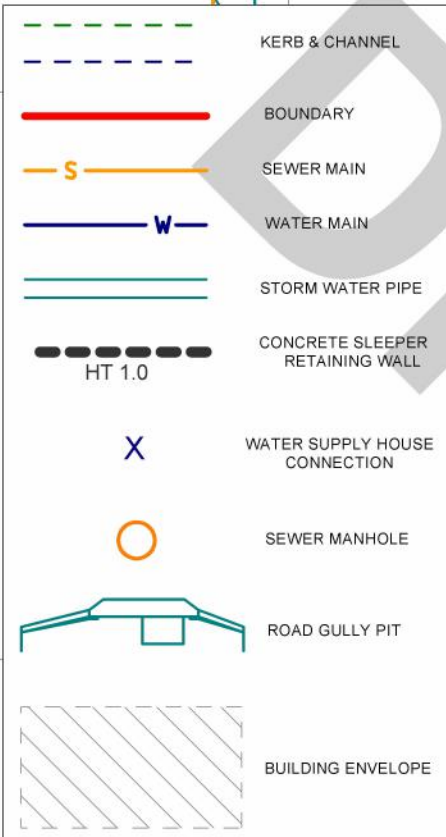 KERB & CHANNEL
BOUNDARY
S
SEWER MAIN
W
WATER MAIN
STORM WATER PIPE
CONCRETE SLEEPER
RETAINING WALL
HT 1.0
X
WATER SUPPLY HOUSE
CONNECTION
SEWER MANHOLE
ROAD GULLY PIT
BUILDING ENVELOPE